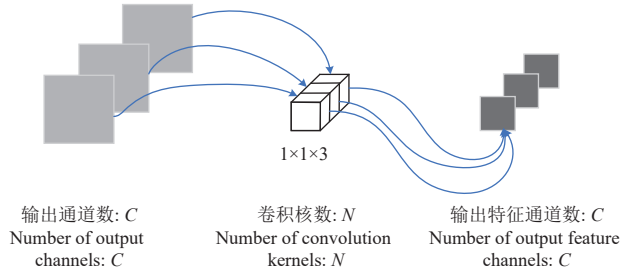 1×1×3
输出通道数: C
Number of output
channels: C
卷积核数: N
Number of convolution
kernels: N
输出特征通道数: C
Number of output feature
channels: C